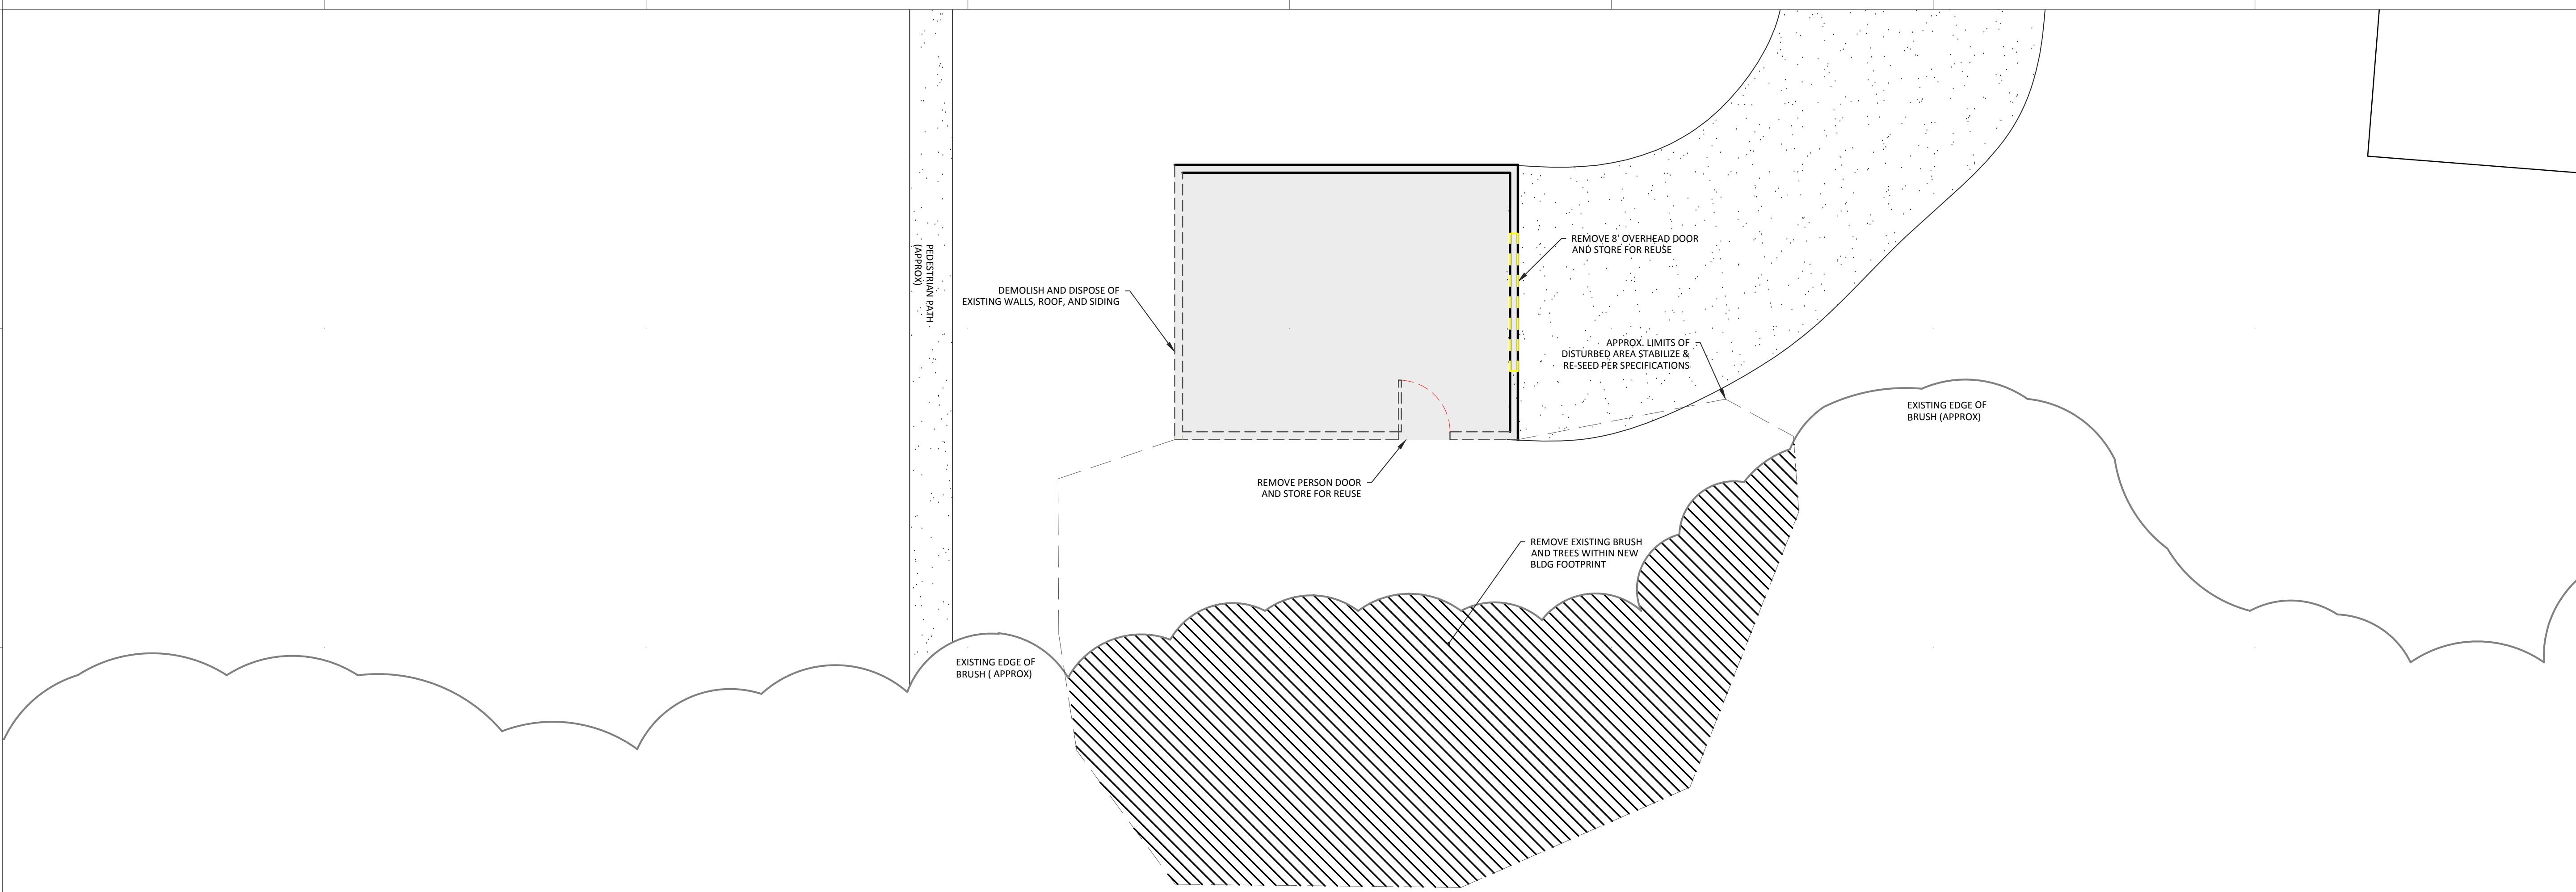 PEDESTRIAN PATH
(APPROX)
DEMOLISH AND DISPOSE OF
EXISTING WALLS, ROOF, AND SIDING
REMOVE 8' OVERHEAD DOOR
AND STORE FOR REUSE
APPROX. LIMITS OF
DISTURBED AREA STABILIZE &
RE-SEED PER SPECIFICATIONS
EXISTING EDGE OF
BRUSH (APPROX)
REMOVE PERSON DOOR
AND STORE FOR REUSE
REMOVE EXISTING BRUSH
AND TREES WITHIN NEW
BLDG FOOTPRINT
EXISTING EDGE OF
BRUSH ( APPROX)